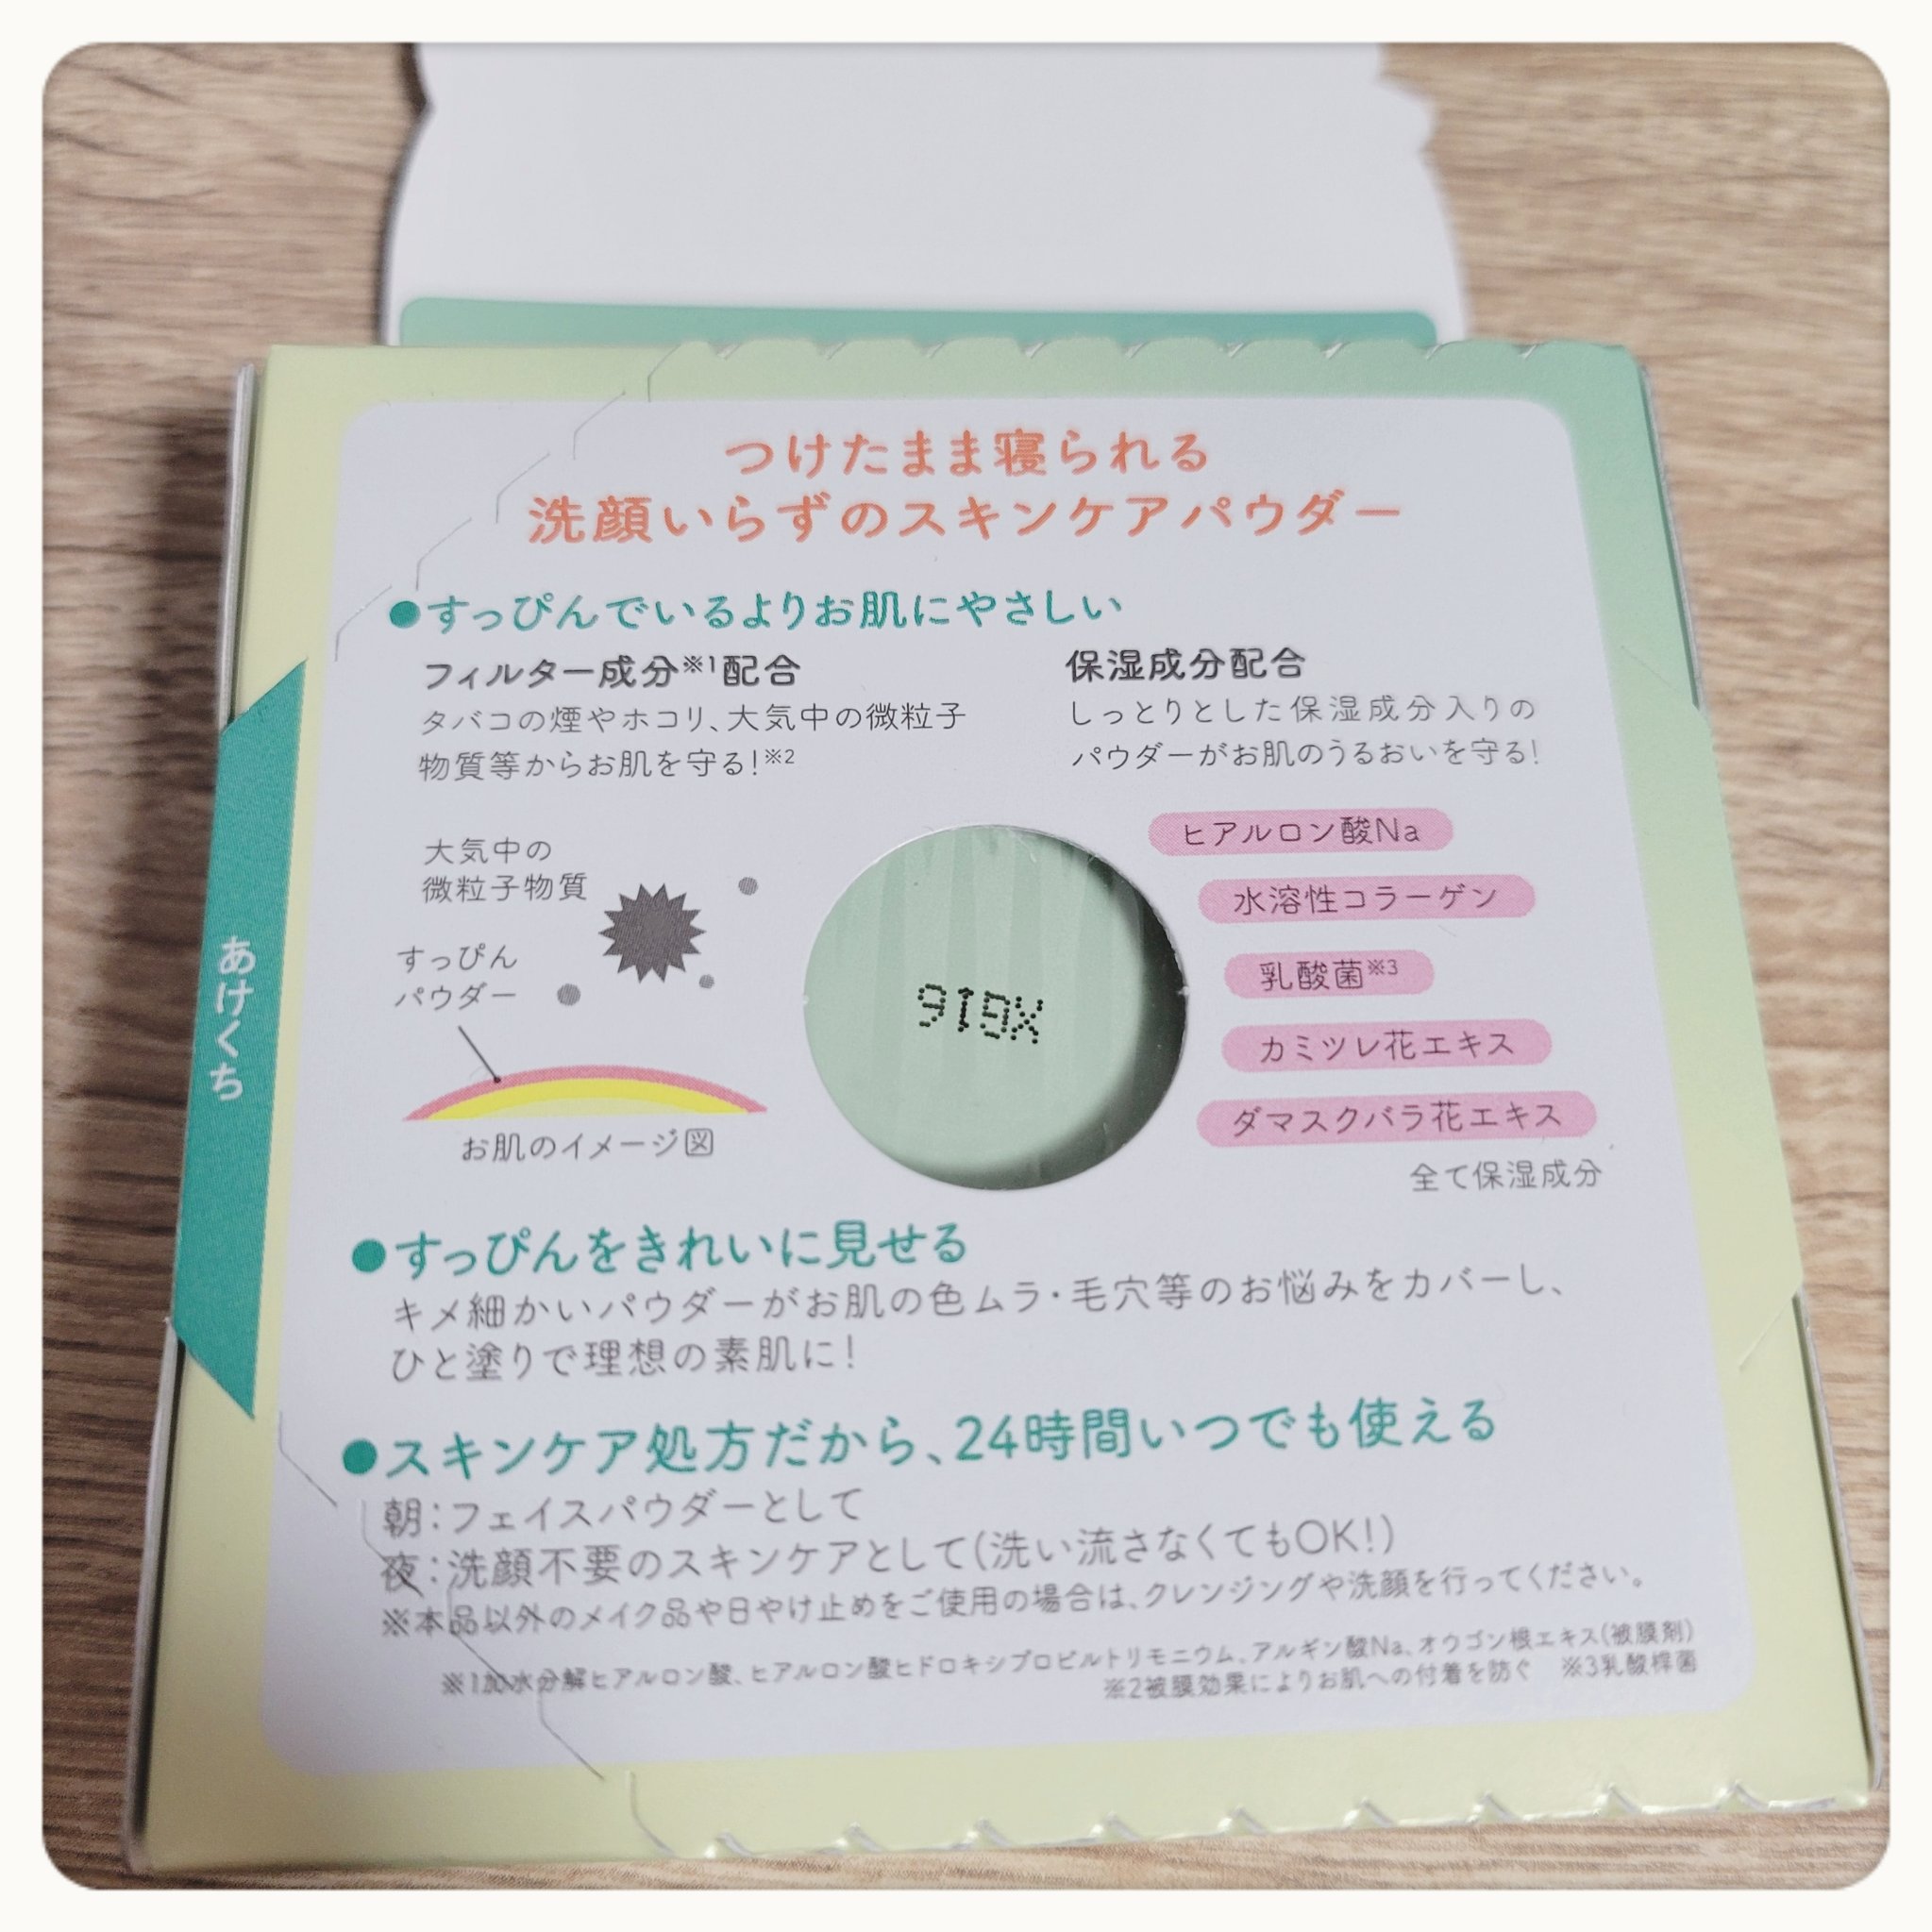 つけたまま寝られる
洗顔いらずのスキンケアパウダー
●すっぴんでいるよりお肌にやさしい
フィルター成分※1配合
タバコの煙やホコリ、大気中の微粒子
物質等からお肌を守る!※2
保湿成分配合
しっとりとした保湿成分入りの
パウダーがお肌のうるおいを守る!
大気中の
微粒子物質
すっぴん
パウダー
お肌のイメージ図
ヒアルロン酸Na
水溶性コラーゲン
乳酸菌※3
カミツレ花エキス
ダマスクバラ花エキス
全て保湿成分
あけくち
●すっぴんをきれいに見せる
キメ細かいパウダーがお肌の色ムラ・毛穴等のお悩みをカバーし、
ひと塗りで理想の素肌に!
●スキンケア処方だから、24時間いつでも使える
朝:フェイスパウダーとして
夜:洗顔不要のスキンケアとして(洗い流さなくてもOK!)
※本品以外のメイク品や日やけ止めをご使用の場合は、クレンジングや洗顔を行ってください。
※1加水分解ヒアルロン酸、ヒアルロン酸ヒドロキシプロピルトリモニウム、アルギン酸Na、オウゴン根エキス(被膜剤)
※2被膜効果によりお肌への付着を防ぐ ※3乳酸桿菌